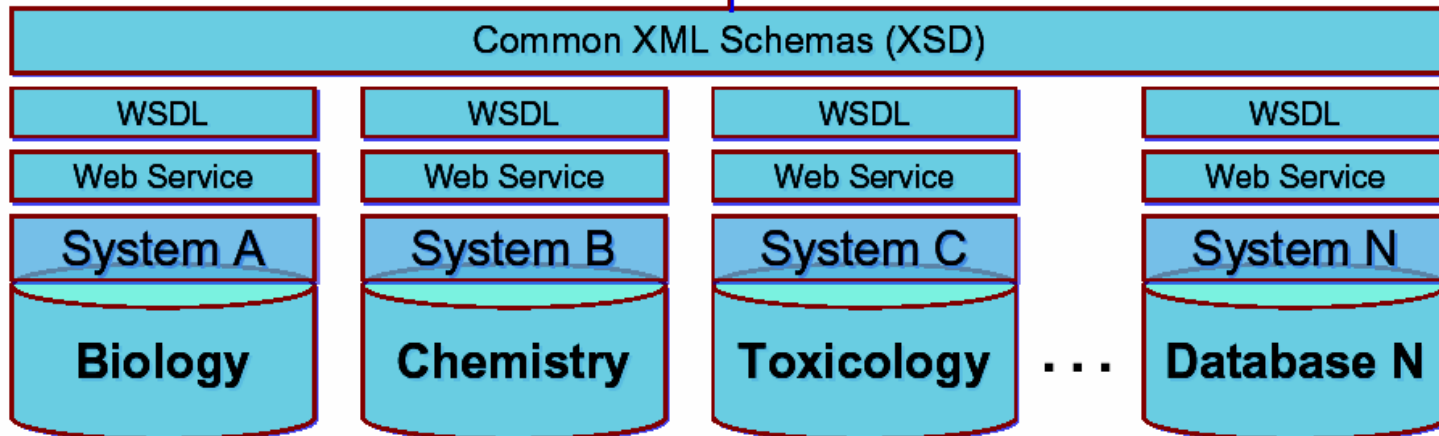 Common XML Schemas (XSD)
WSDL WSDL WSDL WSDL
Web Service Web Service Web Service Web Service
System A System B System C System N
Biology Chemistry Toxicology . . . Database N